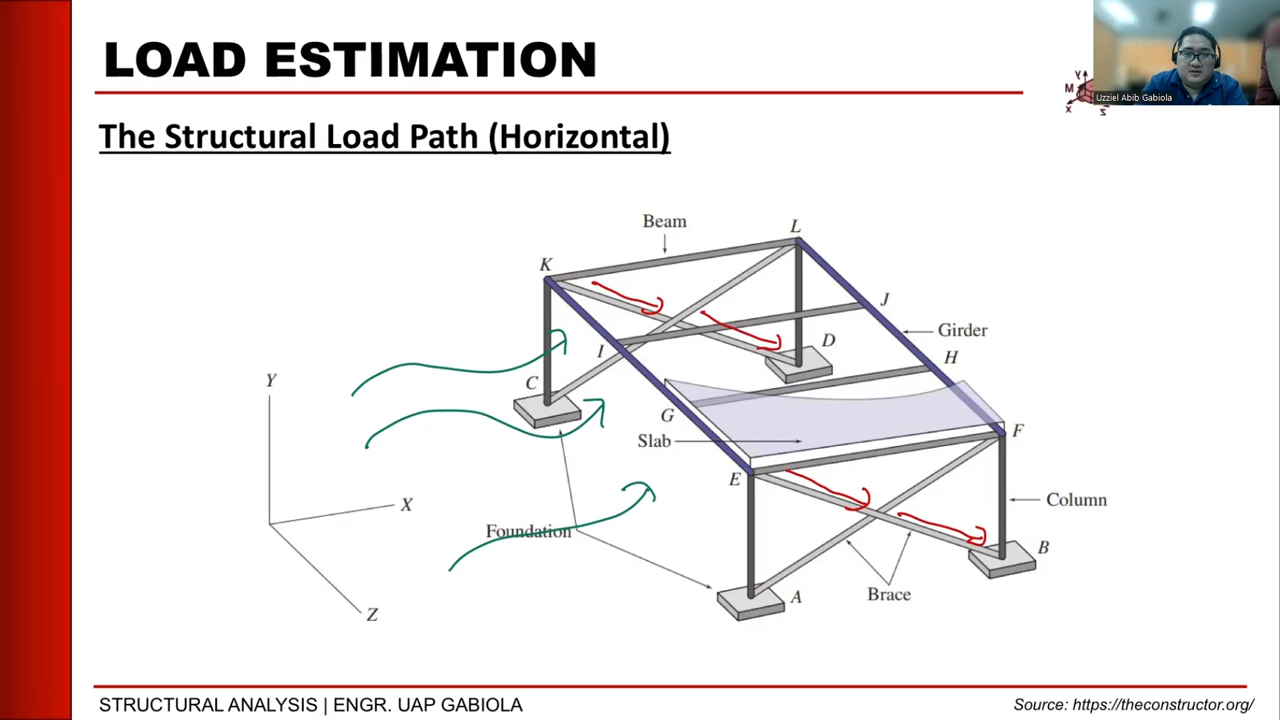 LOAD ESTIMATION
Uzziel Abib Gabiola
Y
M
X
Z
The Structural Load Path (Horizontal)
Beam
L
K
J
Girder
I
D
H
C
G
Slab
F
E
Column
Y
X
Z
Foundation
B
A
Brace
STRUCTURAL ANALYSIS | ENGR. UAP GABIOLA
Source: https://theconstructor.org/